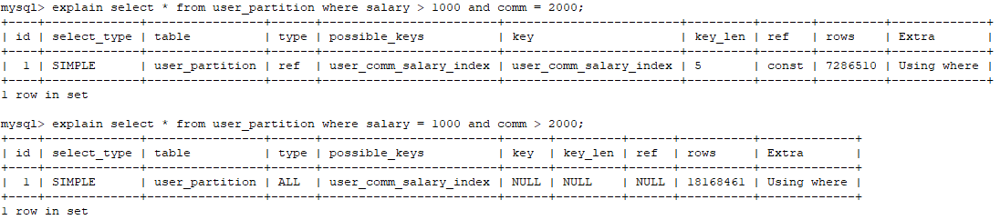 mysql> explain select * from user_partition where salary > 1000 and comm = 2000;
+----+-------------+----------------+------+------------------------+------------------------+---------+-------+---------+-------------+
| id | select_type | table          | type | possible_keys          | key                    | key_len | ref   | rows    | Extra       |
+----+-------------+----------------+------+------------------------+------------------------+---------+-------+---------+-------------+
|  1 | SIMPLE      | user_partition | ref  | user_comm_salary_index | user_comm_salary_index | 5       | const | 7286510 | Using where |
+----+-------------+----------------+------+------------------------+------------------------+---------+-------+---------+-------------+
1 row in set

mysql> explain select * from user_partition where salary = 1000 and comm > 2000;
+----+-------------+----------------+------+------------------------+------+---------+------+----------+-------------+
| id | select_type | table          | type | possible_keys          | key  | key_len | ref  | rows     | Extra       |
+----+-------------+----------------+------+------------------------+------+---------+------+----------+-------------+
|  1 | SIMPLE      | user_partition | ALL  | user_comm_salary_index | NULL | NULL    | NULL | 18168461 | Using where |
+----+-------------+----------------+------+------------------------+------+---------+------+----------+-------------+
1 row in set